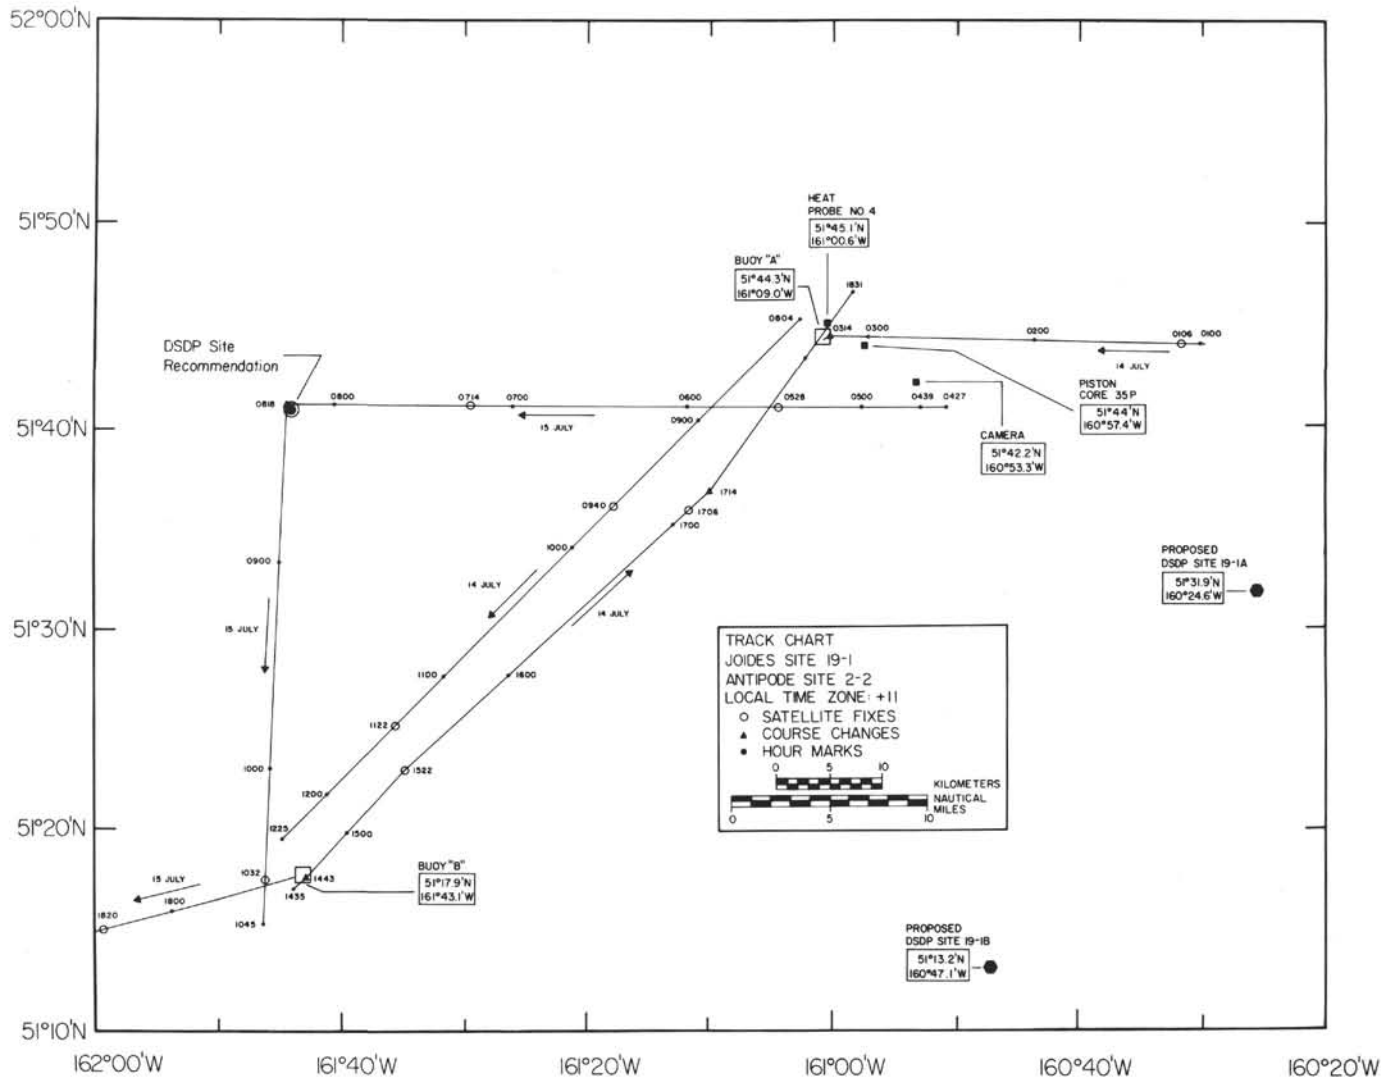 52°00'N
51°50'N
51°40'N
51°30'N
51°20'N
51°10'N
162°00'W
161°40'W
161°20'W
161°00'W
160°40'W
160°20'W
HEAT
PROBE NO. 4
51°45.1'N
161°00.6'W
BUOY "A"
51°44.3'N
161°09.0'W
1831
0804
0314
0300
0200
0106
0100
14 JULY
DSDP Site
Recommendation
0818
0800
0714
0700
0600
0528
0500
0439
0427
15 JULY
PISTON
CORE 35P
51°44'N
160°57.4'W
CAMERA
51°42.2'N
160°53.3'W
0900
0940
1000
14 JULY
1100
1122
1200
1225
1714
1708
1700
14 JULY
1600
1522
1500
1443
1435
0900
15 JULY
1000
1032
1045
15 JULY
1800
1820
BUOY "B"
51°17.9'N
161°43.1'W
PROPOSED
DSDP SITE 19-1A
51°31.9'N
160°24.6'W
TRACK CHART
JOIDES SITE 19-1
ANTIPODE SITE 2-2
LOCAL TIME ZONE: +11
SATELLITE FIXES
COURSE CHANGES
HOUR MARKS
0 5 10
KILOMETERS
NAUTICAL
MILES
0 5 10
PROPOSED
DSDP SITE 19-1B
51°13.2'N
160°47.1'W